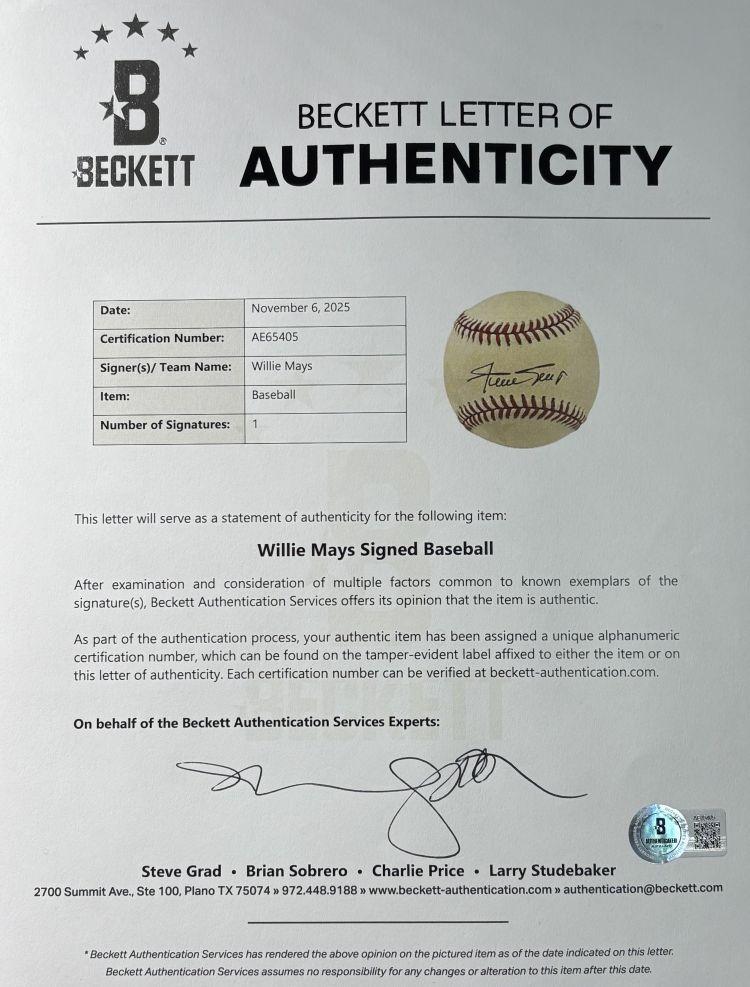 B®
BECKETT
BECKETT LETTER OF
AUTHENTICITY
Date: November 6, 2025
Certification Number: AE65405
Signer(s)/ Team Name: Willie Mays
Item: Baseball
Number of Signatures: 1
Willie Mays
This letter will serve as a statement of authenticity for the following item:
Willie Mays Signed Baseball
After examination and consideration of multiple factors common to known exemplars of the
signature(s), Beckett Authentication Services offers its opinion that the item is authentic.
As part of the authentication process, your authentic item has been assigned a unique alphanumeric
certification number, which can be found on the tamper-evident label affixed to either the item or on
this letter of authenticity. Each certification number can be verified at beckett-authentication.com.
BECKETT
On behalf of the Beckett Authentication Services Experts:
B
Steve Grad • Brian Sobrero • Charlie Price • Larry Studebaker
2700 Summit Ave., Ste 100, Plano TX 75074 » 972.448.9188 » www.beckett-authentication.com » authentication@beckett.com
*Beckett Authentication Services has rendered the above opinion on the pictured item as of the date indicated on this letter.
Beckett Authentication Services assumes no responsibility for any changes or alteration to this item after this date.